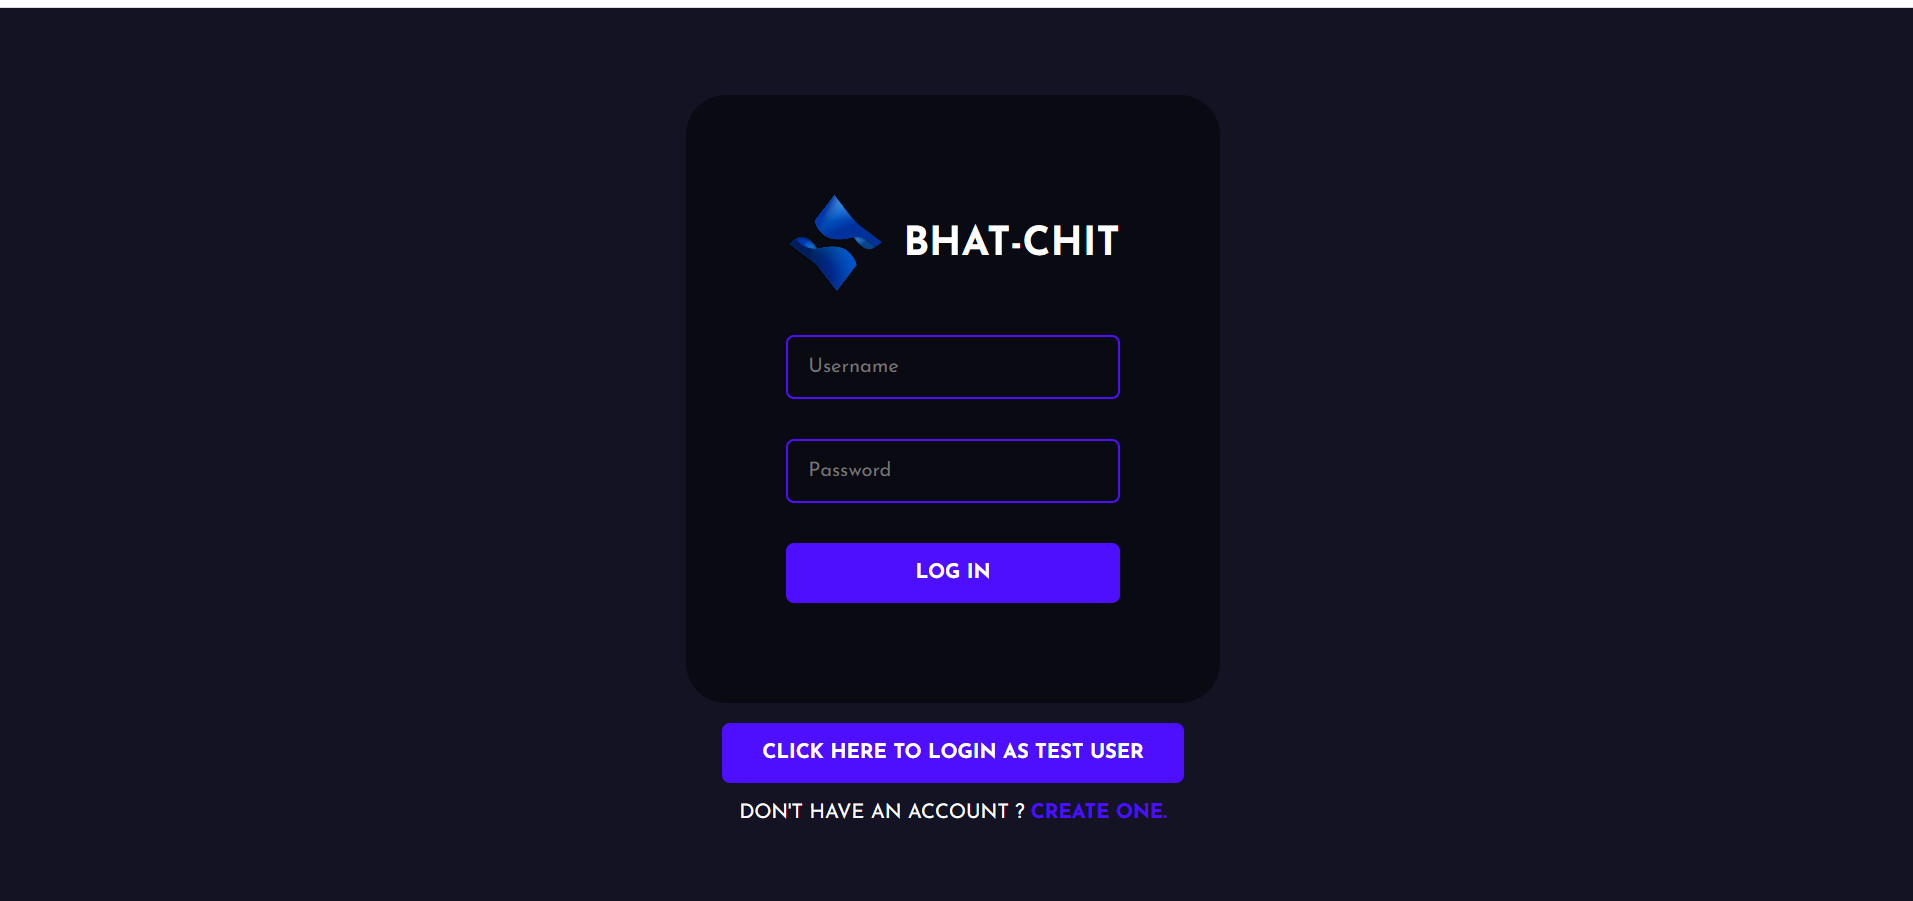 BHAT-CHIT
Username
Password
LOG IN
CLICK HERE TO LOGIN AS TEST USER
DON'T HAVE AN ACCOUNT ? CREATE ONE.